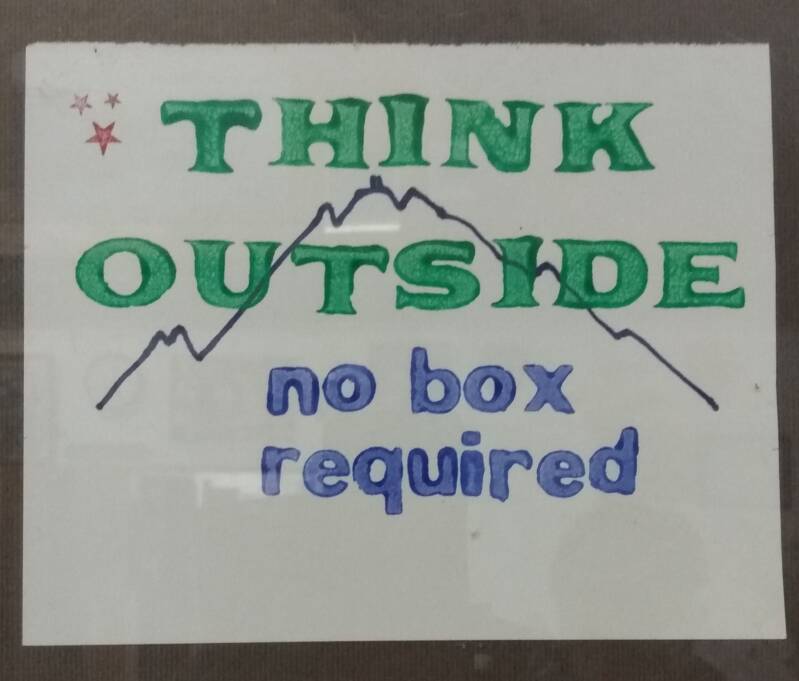 THINK
OUTSIDE
no box
required